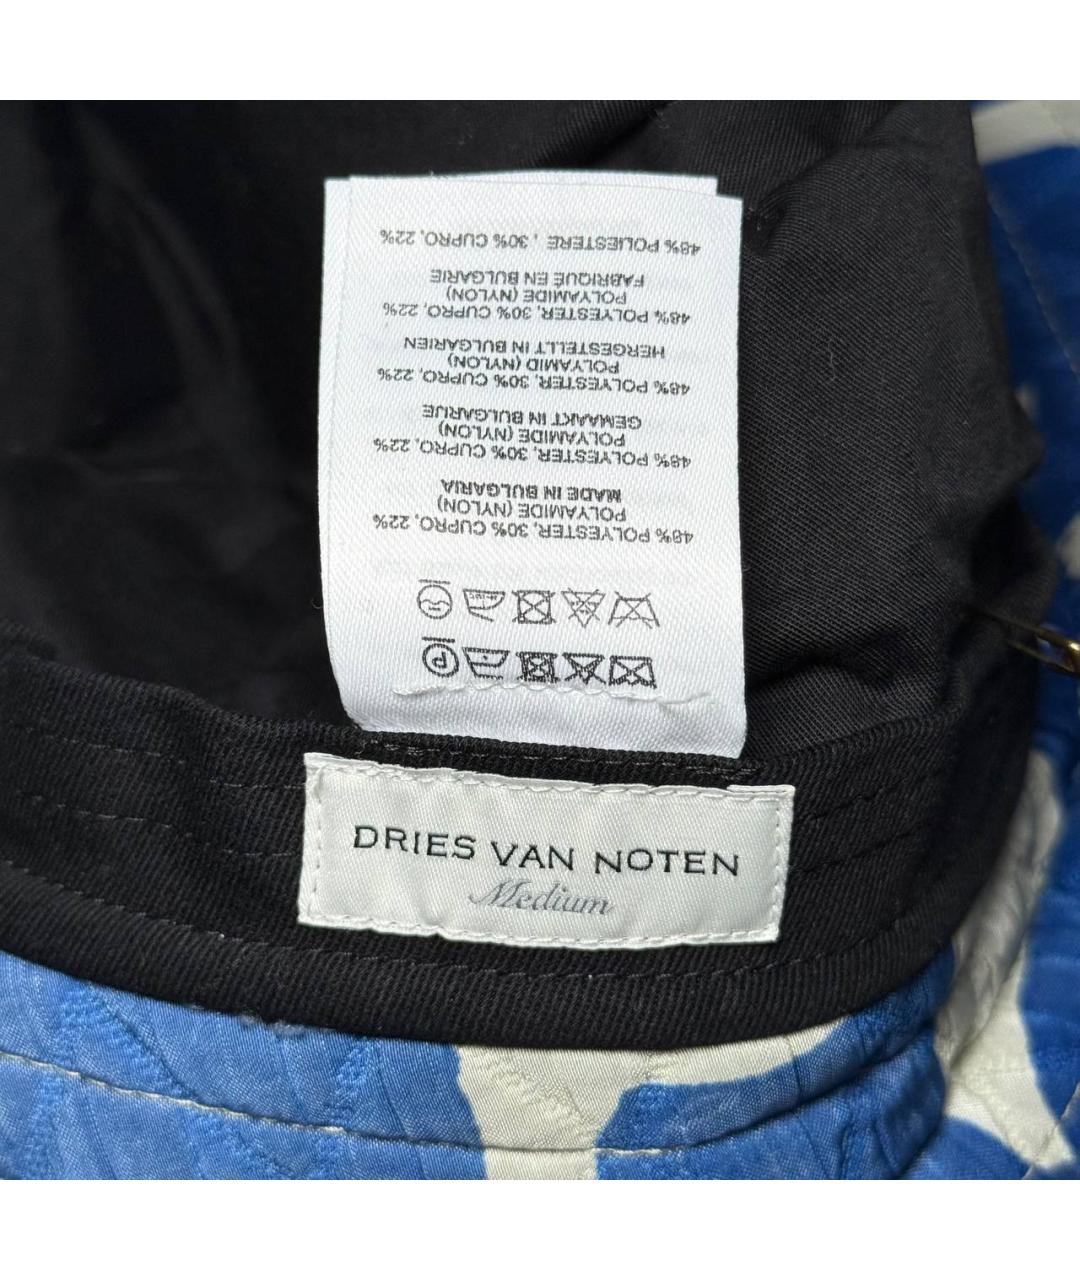 48% POLYESTER, 30% CUPRO, 22%
POLYAMIDE (NYLON)
MADE IN BULGARIA
48% POLYESTER, 30% CUPRO, 22%
POLYAMIDE (NYLON)
GEMAAKT IN BULGARIJE
48% POLYESTER, 30% CUPRO, 22%
POLYAMID (NYLON)
HERGESTELLT IN BULGARIEN
48% POLYESTER, 30% CUPRO, 22%
POLYAMIDE (NYLON)
FABRIQUÉ EN BULGARIE
48% POLIESTERE , 30% CUPRO, 22%
DRIES VAN NOTEN
Medium